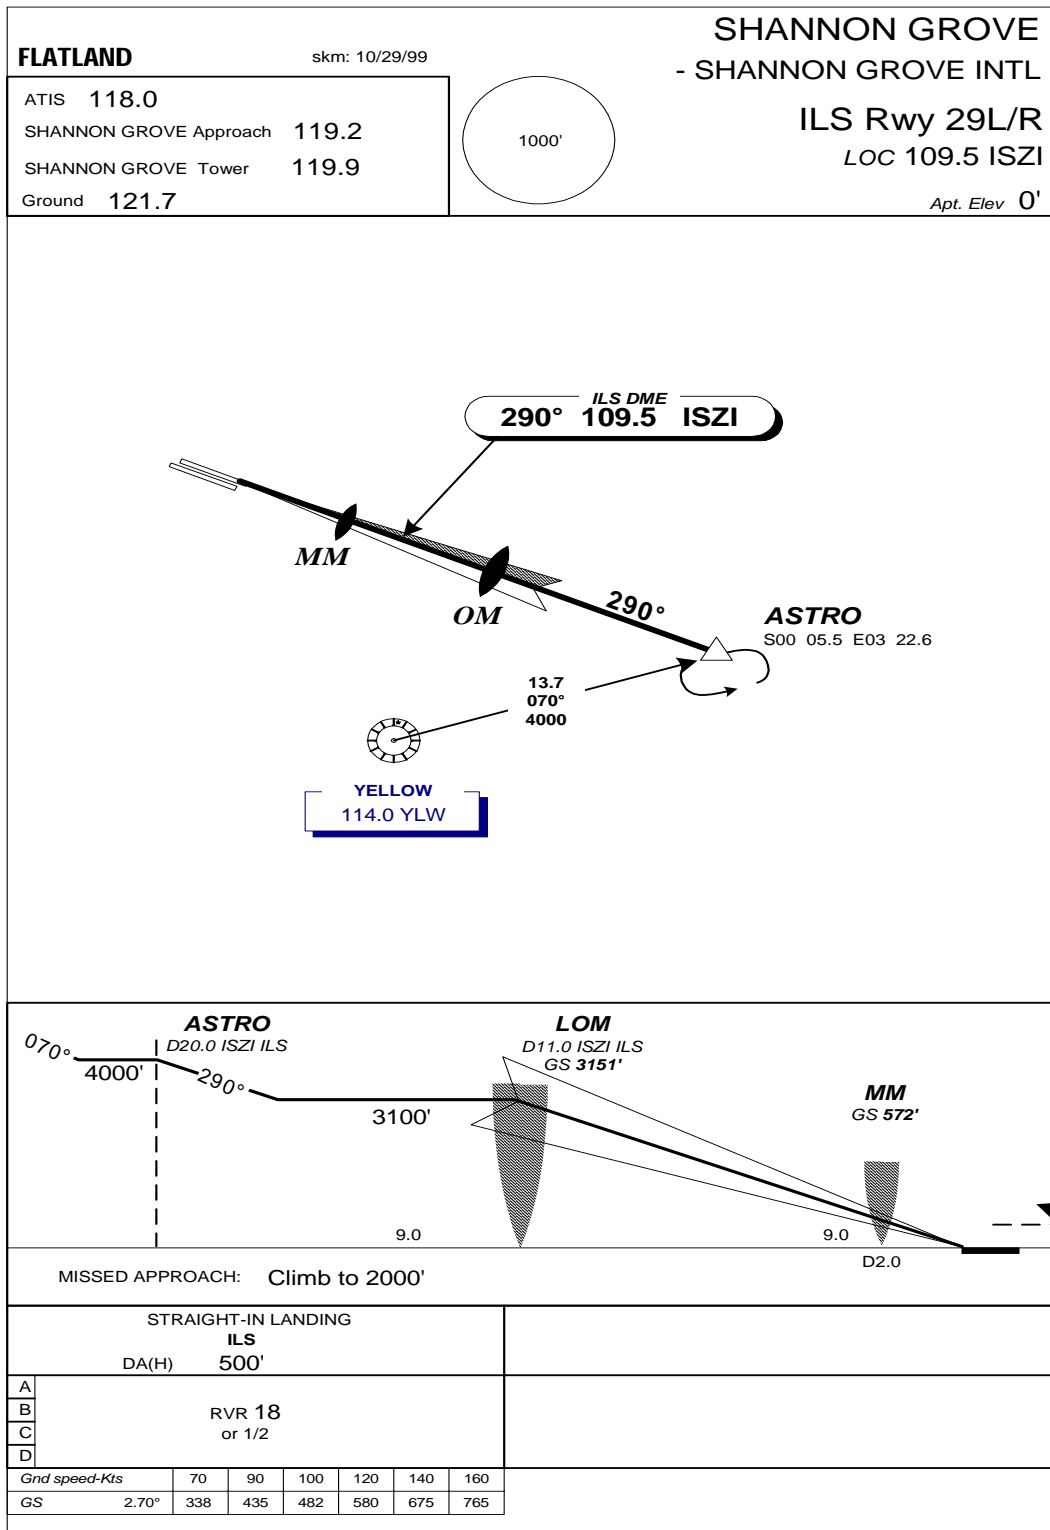 FLATLAND
skm: 10/29/99
SHANNON GROVE
- SHANNON GROVE INTL
ILS Rwy 29L/R
LOC 109.5 ISZI
Apt. Elev 0'
ATIS 118.0
SHANNON GROVE Approach 119.2
SHANNON GROVE Tower 119.9
Ground 121.7
1000'
ILS DME
290° 109.5 ISZI
MM
OM
290°
ASTRO
S00 05.5 E03 22.6
13.7
070°
4000
YELLOW
114.0 YLW
ASTRO
D20.0 ISZI ILS
LOM
D11.0 ISZI ILS
GS 3151'
MM
GS 572'
070°
4000'
290°
3100'
9.0
9.0
D2.0
MISSED APPROACH: Climb to 2000'
STRAIGHT-IN LANDING
ILS
DA(H) 500'
A
B
C
D
RVR 18
or 1/2
Gnd speed-Kts 70 90 100 120 140 160
GS 2.70° 338 435 482 580 675 765